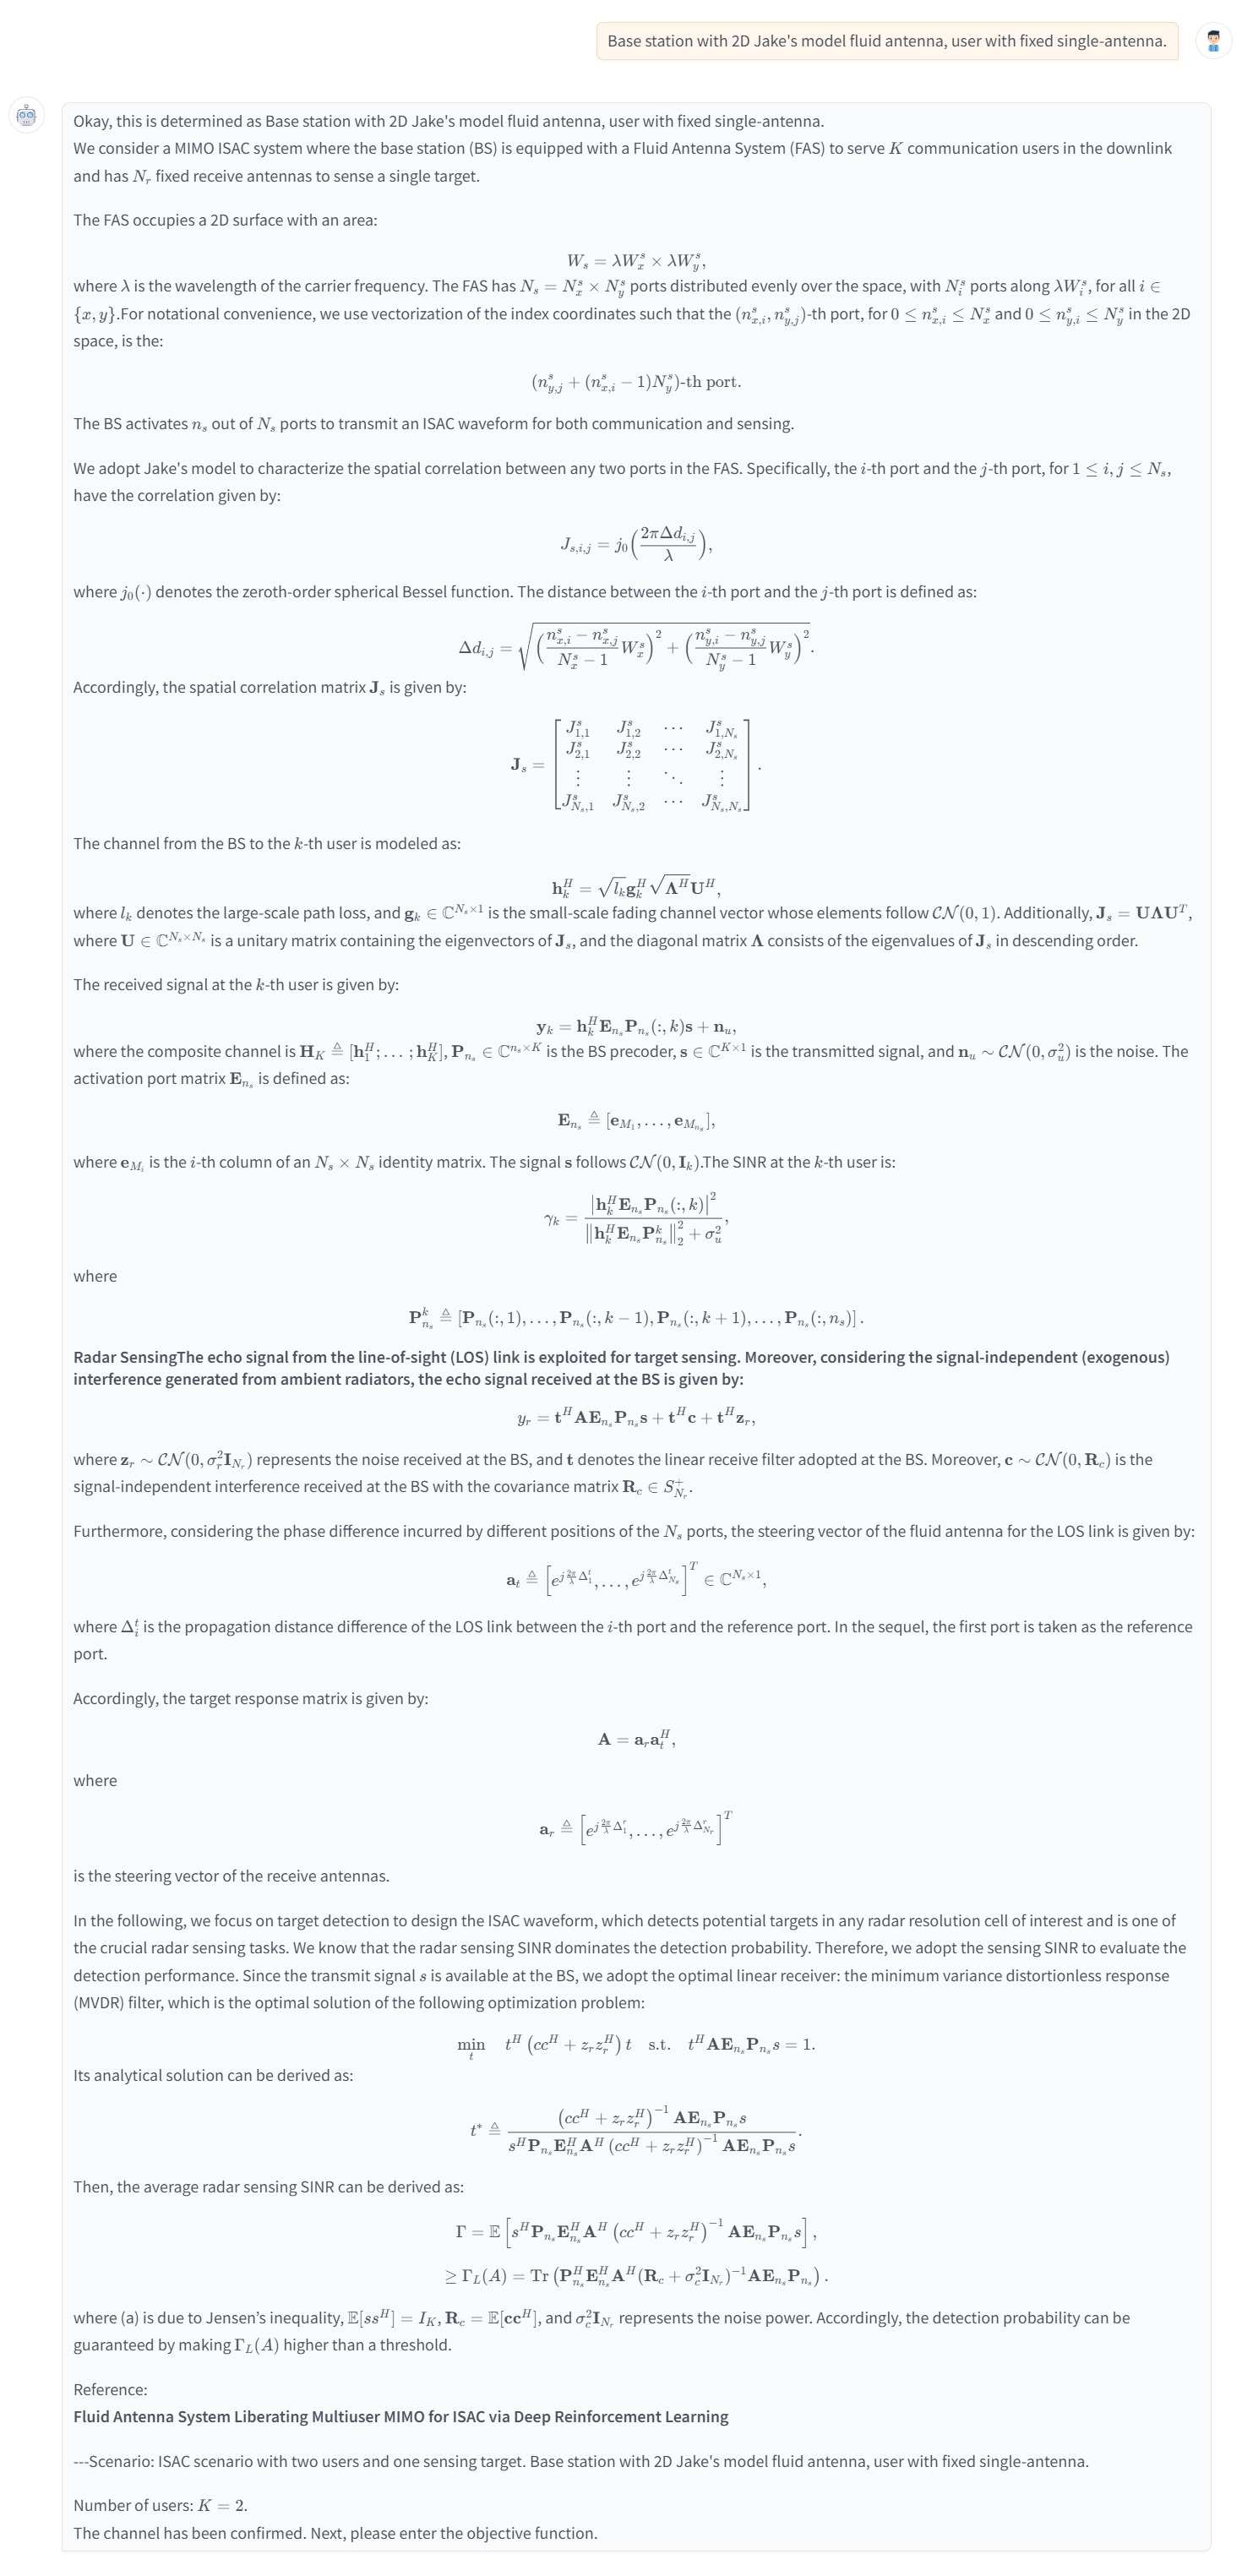 Base station with 2D Jake's model fluid antenna, user with fixed single-antenna.
Okay, this is determined as Base station with 2D Jake's model fluid antenna, user with fixed single-antenna.
We consider a MIMO ISAC system where the base station (BS) is equipped with a Fluid Antenna System (FAS) to serve $K$ communication users in the downlink
and has $N_r$ fixed receive antennas to sense a single target.
The FAS occupies a 2D surface with an area:
$W_s = \lambda W_x^s \times \lambda W_y^s,$
where $\lambda$ is the wavelength of the carrier frequency. The FAS has $N_s = N_x^s \times N_y^s$ ports distributed evenly over the space, with $N_i^s$ ports along $\lambda W_i^s$, for all $i \in$
$\{x, y\}$.For notational convenience, we use vectorization of the index coordinates such that the $(n_{x,i}^s, n_{y,j}^s)$-th port, for $0 \le n_{x,i}^s \le N_x^s$ and $0 \le n_{y,i}^s \le N_y^s$ in the 2D
space, is the:
$(n_{y,j}^s + (n_{x,i}^s - 1)N_y^s)$-th port.
The BS activates $n_s$ out of $N_s$ ports to transmit an ISAC waveform for both communication and sensing.
We adopt Jake's model to characterize the spatial correlation between any two ports in the FAS. Specifically, the $i$-th port and the $j$-th port, for $1 \le i, j \le N_s$,
have the correlation given by:
$J_{s,i,j} = j_0\left(\frac{2\pi\Delta d_{i,j}}{\lambda}\right),$
where $j_0(\cdot)$ denotes the zeroth-order spherical Bessel function. The distance between the $i$-th port and the $j$-th port is defined as:
$\Delta d_{i,j} = \sqrt{\left(\frac{n_{x,i}^s - n_{x,j}^s}{N_x^s - 1}W_x^s\right)^2 + \left(\frac{n_{y,i}^s - n_{y,j}^s}{N_y^s - 1}W_y^s\right)^2}.$
Accordingly, the spatial correlation matrix $\mathbf{J}_s$ is given by:
$\mathbf{J}_s = \begin{bmatrix} J_{1,1}^s & J_{1,2}^s & \cdots & J_{1,N_s}^s \\ J_{2,1}^s & J_{2,2}^s & \cdots & J_{2,N_s}^s \\ \vdots & \vdots & \ddots & \vdots \\ J_{N_s,1}^s & J_{N_s,2}^s & \cdots & J_{N_s,N_s}^s \end{bmatrix}.$
The channel from the BS to the $k$-th user is modeled as:
$\mathbf{h}_k^H = \sqrt{l_k}\mathbf{g}_k^H\sqrt{\mathbf{\Lambda}^H}\mathbf{U}^H,$
where $l_k$ denotes the large-scale path loss, and $\mathbf{g}_k \in \mathbb{C}^{N_s \times 1}$ is the small-scale fading channel vector whose elements follow $\mathcal{CN}(0, 1)$. Additionally, $\mathbf{J}_s = \mathbf{U}\mathbf{\Lambda}\mathbf{U}^T$,
where $\mathbf{U} \in \mathbb{C}^{N_s \times N_s}$ is a unitary matrix containing the eigenvectors of $\mathbf{J}_s$, and the diagonal matrix $\mathbf{\Lambda}$ consists of the eigenvalues of $\mathbf{J}_s$ in descending order.
The received signal at the $k$-th user is given by:
$\mathbf{y}_k = \mathbf{h}_k^H\mathbf{E}_{n_s}\mathbf{P}_{n_s}(:, k)\mathbf{s} + \mathbf{n}_u,$
where the composite channel is $\mathbf{H}_K \triangleq [\mathbf{h}_1^H; \ldots; \mathbf{h}_K^H]$, $\mathbf{P}_{n_s} \in \mathbb{C}^{n_s \times K}$ is the BS precoder, $\mathbf{s} \in \mathbb{C}^{K \times 1}$ is the transmitted signal, and $\mathbf{n}_u \sim \mathcal{CN}(0, \sigma_u^2)$ is the noise. The
activation port matrix $\mathbf{E}_{n_s}$ is defined as:
$\mathbf{E}_{n_s} \triangleq [\mathbf{e}_{M_1}, \ldots, \mathbf{e}_{M_{n_s}}],$
where $\mathbf{e}_{M_i}$ is the $i$-th column of an $N_s \times N_s$ identity matrix. The signal $\mathbf{s}$ follows $\mathcal{CN}(0, \mathbf{I}_k)$.The SINR at the $k$-th user is:
$\gamma_k = \frac{\left|\mathbf{h}_k^H\mathbf{E}_{n_s}\mathbf{P}_{n_s}(:, k)\right|^2}{\left\|\mathbf{h}_k^H\mathbf{E}_{n_s}\mathbf{P}_{n_s}^k\right\|_2^2 + \sigma_u^2},$
where
$\mathbf{P}_{n_s}^k \triangleq [\mathbf{P}_{n_s}(:, 1), \ldots, \mathbf{P}_{n_s}(:, k-1), \mathbf{P}_{n_s}(:, k+1), \ldots, \mathbf{P}_{n_s}(:, n_s)].$
Radar SensingThe echo signal from the line-of-sight (LOS) link is exploited for target sensing. Moreover, considering the signal-independent (exogenous)
interference generated from ambient radiators, the echo signal received at the BS is given by:
$y_r = \mathbf{t}^H\mathbf{A}\mathbf{E}_{n_s}\mathbf{P}_{n_s}\mathbf{s} + \mathbf{t}^H\mathbf{c} + \mathbf{t}^H\mathbf{z}_r,$
where $\mathbf{z}_r \sim \mathcal{CN}(0, \sigma_r^2\mathbf{I}_{N_r})$ represents the noise received at the BS, and $\mathbf{t}$ denotes the linear receive filter adopted at the BS. Moreover, $\mathbf{c} \sim \mathcal{CN}(0, \mathbf{R}_c)$ is the
signal-independent interference received at the BS with the covariance matrix $\mathbf{R}_c \in S_{N_r}^+$.
Furthermore, considering the phase difference incurred by different positions of the $N_s$ ports, the steering vector of the fluid antenna for the LOS link is given by:
$\mathbf{a}_t \triangleq \left[e^{j\frac{2\pi}{\lambda}\Delta_1^t}, \ldots, e^{j\frac{2\pi}{\lambda}\Delta_{N_s}^t}\right]^T \in \mathbb{C}^{N_s \times 1},$
where $\Delta_i^t$ is the propagation distance difference of the LOS link between the $i$-th port and the reference port. In the sequel, the first port is taken as the reference
port.
Accordingly, the target response matrix is given by:
$\mathbf{A} = \mathbf{a}_r\mathbf{a}_t^H,$
where
$\mathbf{a}_r \triangleq \left[e^{j\frac{2\pi}{\lambda}\Delta_1^r}, \ldots, e^{j\frac{2\pi}{\lambda}\Delta_{N_r}^r}\right]^T$
is the steering vector of the receive antennas.
In the following, we focus on target detection to design the ISAC waveform, which detects potential targets in any radar resolution cell of interest and is one of
the crucial radar sensing tasks. We know that the radar sensing SINR dominates the detection probability. Therefore, we adopt the sensing SINR to evaluate the
detection performance. Since the transmit signal $s$ is available at the BS, we adopt the optimal linear receiver: the minimum variance distortionless response
(MVDR) filter, which is the optimal solution of the following optimization problem:
$\min_t \quad t^H\left(cc^H + z_rz_r^H\right)t \quad \text{s.t.} \quad t^H\mathbf{A}\mathbf{E}_{n_s}\mathbf{P}_{n_s}s = 1.$
Its analytical solution can be derived as:
$t^* \triangleq \frac{\left(cc^H + z_rz_r^H\right)^{-1}\mathbf{A}\mathbf{E}_{n_s}\mathbf{P}_{n_s}s}{s^H\mathbf{P}_{n_s}\mathbf{E}_{n_s}^H\mathbf{A}^H\left(cc^H + z_rz_r^H\right)^{-1}\mathbf{A}\mathbf{E}_{n_s}\mathbf{P}_{n_s}s}.$
Then, the average radar sensing SINR can be derived as:
$\Gamma = \mathbb{E}\left[s^H\mathbf{P}_{n_s}\mathbf{E}_{n_s}^H\mathbf{A}^H\left(cc^H + z_rz_r^H\right)^{-1}\mathbf{A}\mathbf{E}_{n_s}\mathbf{P}_{n_s}s\right],$
$\ge \Gamma_L(A) = \text{Tr}\left(\mathbf{P}_{n_s}^H\mathbf{E}_{n_s}^H\mathbf{A}^H(\mathbf{R}_c + \sigma_c^2\mathbf{I}_{N_r})^{-1}\mathbf{A}\mathbf{E}_{n_s}\mathbf{P}_{n_s}\right).$
where (a) is due to Jensen’s inequality, $\mathbb{E}[ss^H] = I_K$, $\mathbf{R}_c = \mathbb{E}[\mathbf{cc}^H]$, and $\sigma_c^2\mathbf{I}_{N_r}$ represents the noise power. Accordingly, the detection probability can be
guaranteed by making $\Gamma_L(A)$ higher than a threshold.
Reference:
Fluid Antenna System Liberating Multiuser MIMO for ISAC via Deep Reinforcement Learning
---Scenario: ISAC scenario with two users and one sensing target. Base station with 2D Jake's model fluid antenna, user with fixed single-antenna.
Number of users: $K = 2$.
The channel has been confirmed. Next, please enter the objective function.